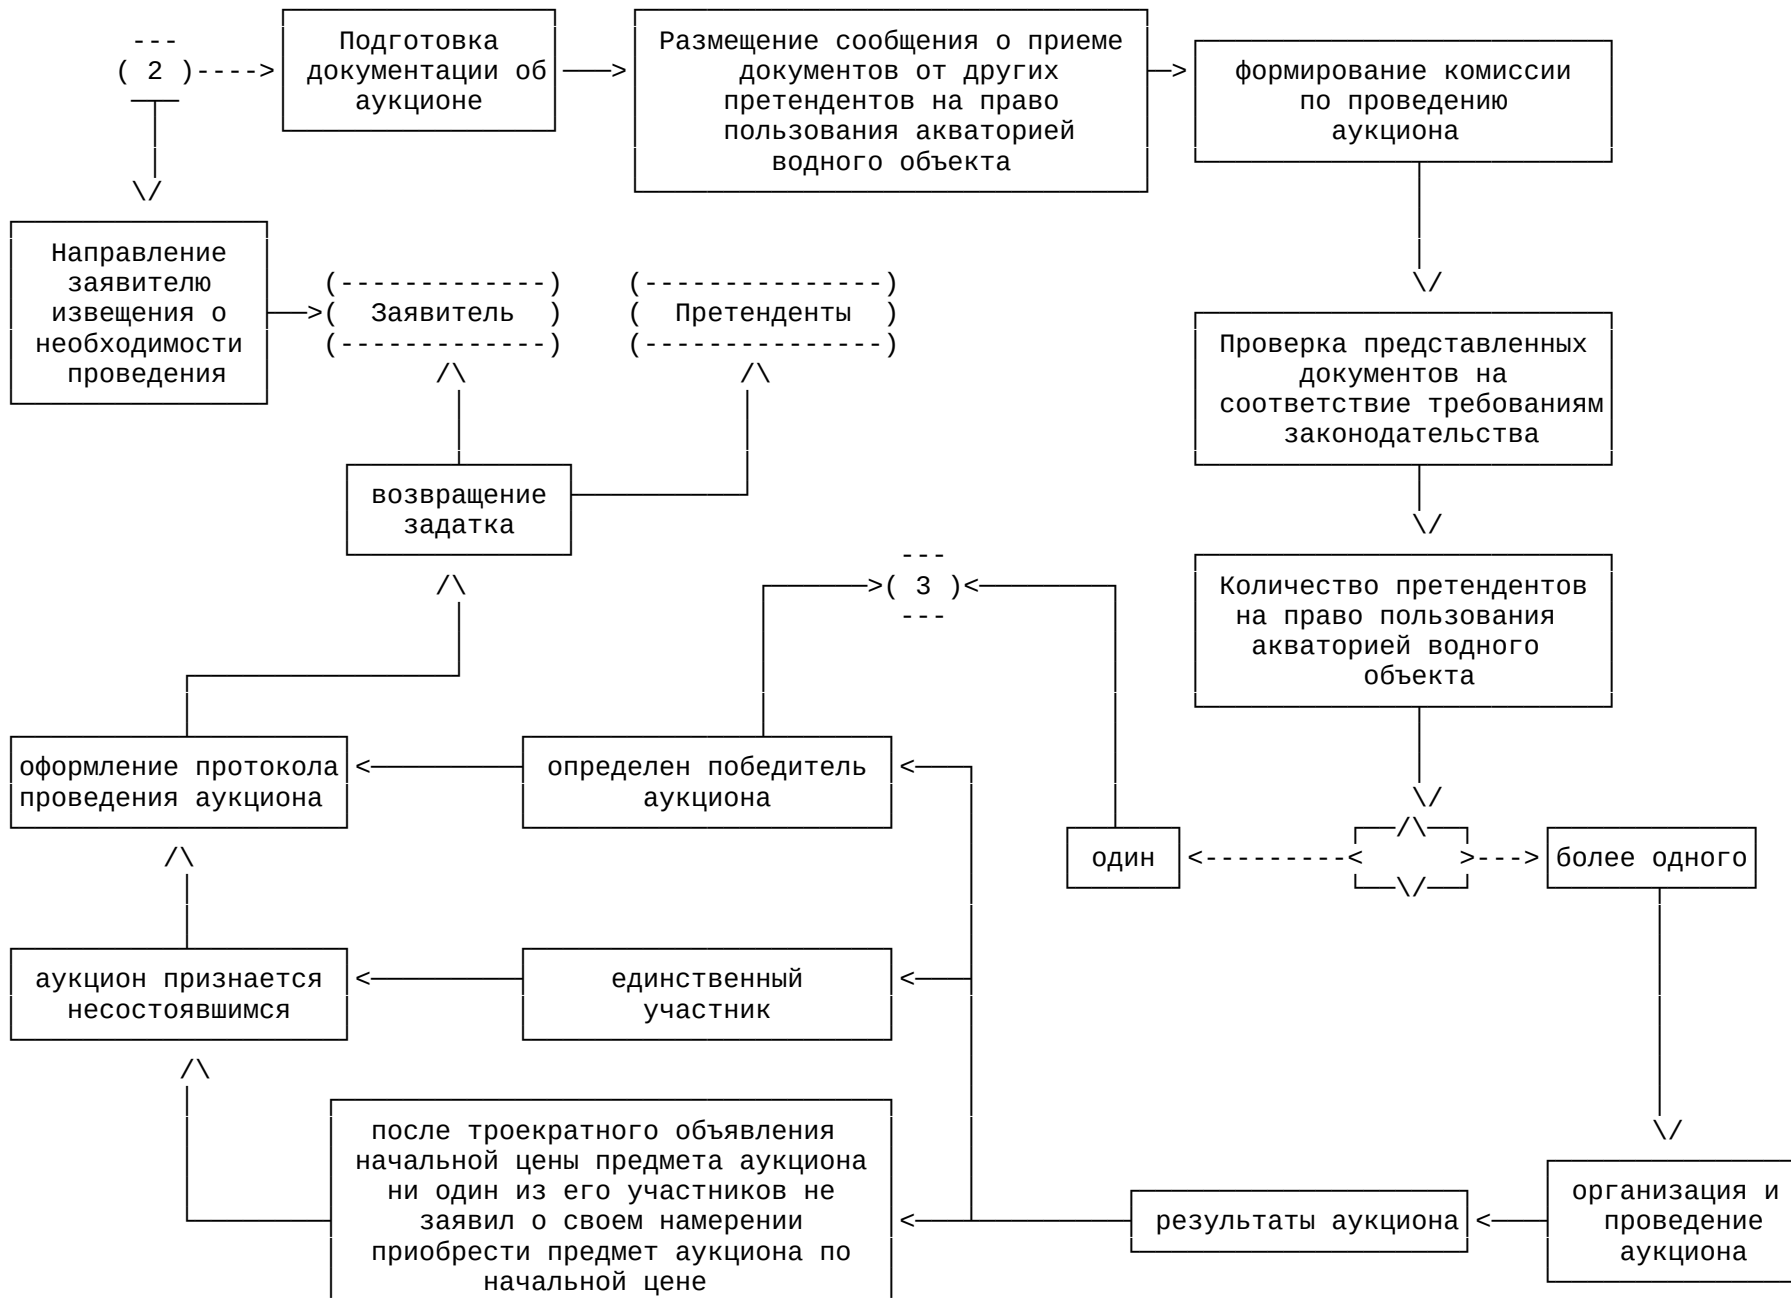 ( 2 )
Подготовка
документации об
аукционе
Размещение сообщения о приеме
документов от других
претендентов на право
пользования акваторией
водного объекта
формирование комиссии
по проведению
аукциона
Направление
заявителю
извещения о
необходимости
проведения
( Заявитель )
( Претенденты )
Проверка представленных
документов на
соответствие требованиям
законодательства
возвращение
задатка
( 3 )
Количество претендентов
на право пользования
акваторией водного
объекта
оформление протокола
проведения аукциона
определен победитель
аукциона
один
более одного
аукцион признается
несостоявшимся
единственный
участник
после троекратного объявления
начальной цены предмета аукциона
ни один из его участников не
заявил о своем намерении
приобрести предмет аукциона по
начальной цене
результаты аукциона
организация и
проведение
аукциона